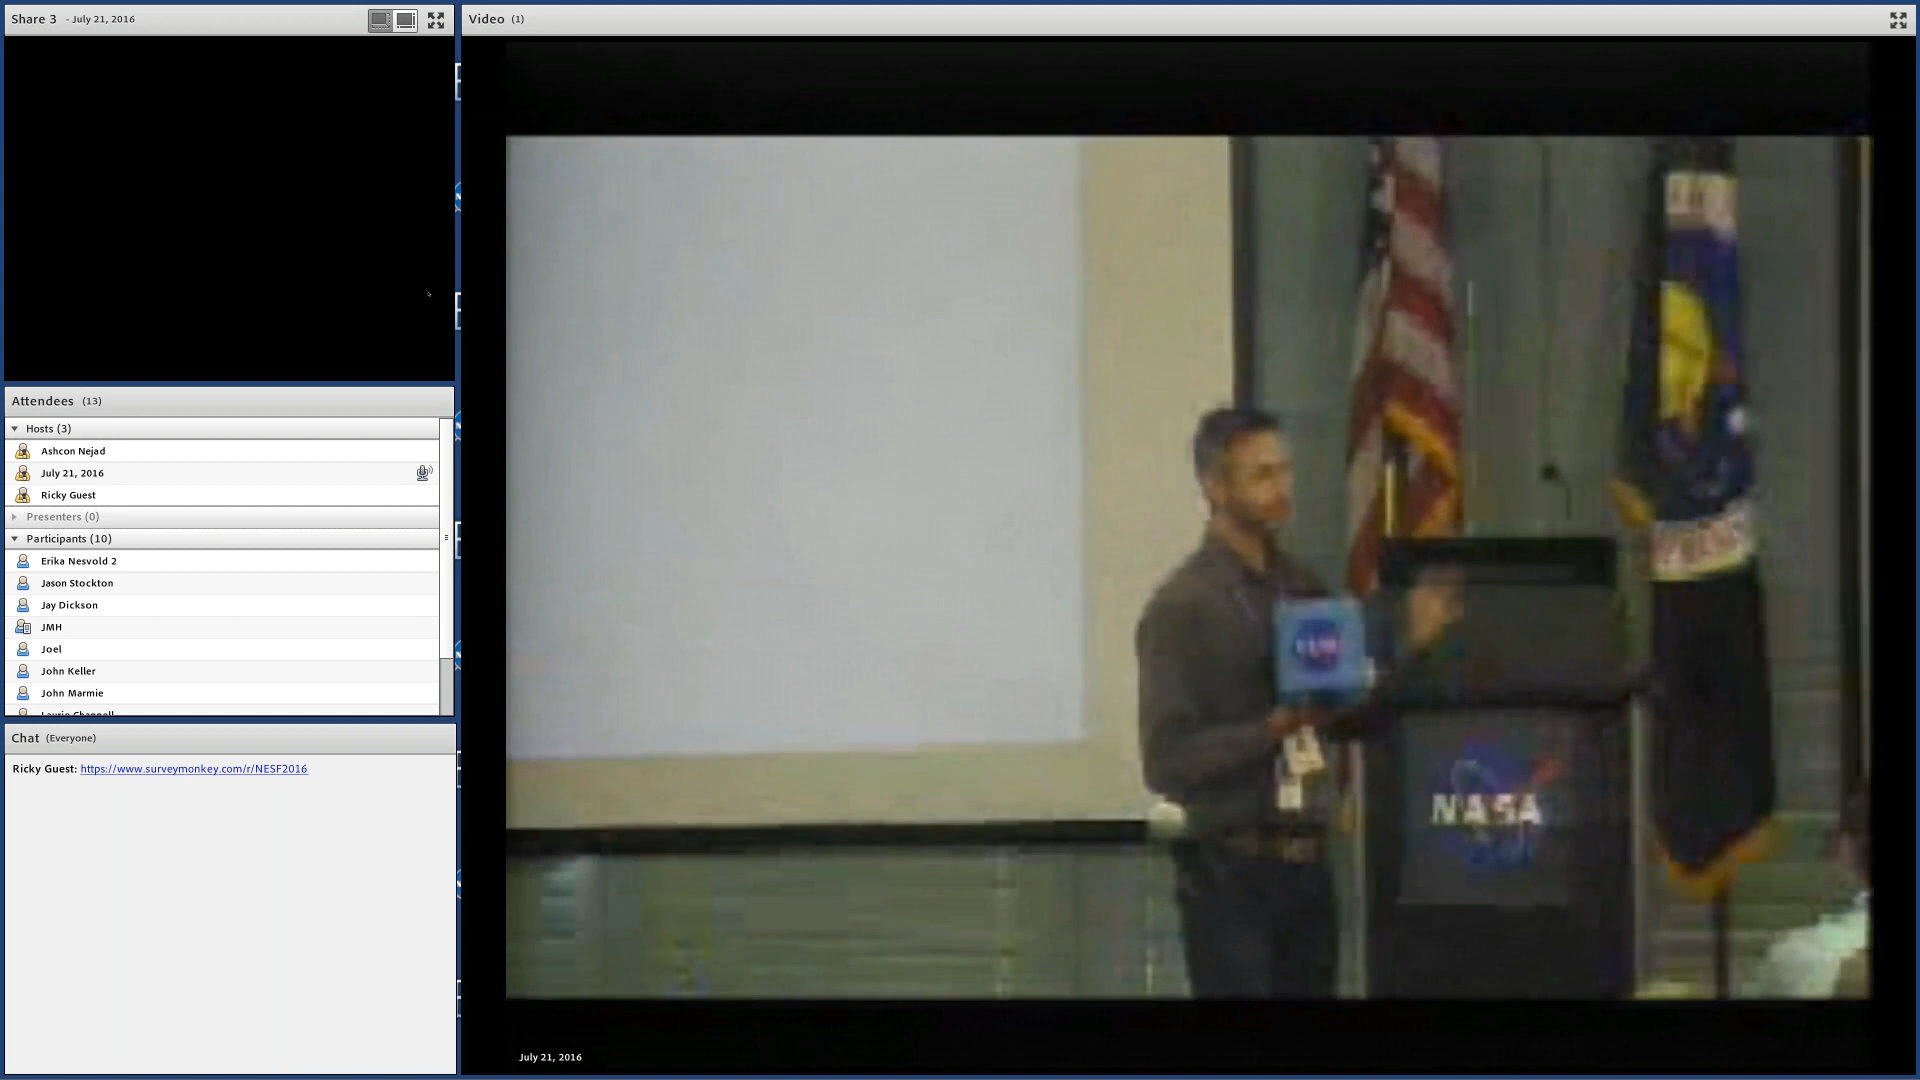 Share 3 - July 21, 2016
Video (1)
Attendees (13)
Hosts (3)
Ashcon Nejad
July 21, 2016
Ricky Guest
Presenters (0)
Participants (10)
Erika Nesvold 2
Jason Stockton
Jay Dickson
JMH
Joel
John Keller
John Marmie
Laurie Chappell
Chat (Everyone)
Ricky Guest: https://www.surveymonkey.com/r/NESF2016
NASA
July 21, 2016